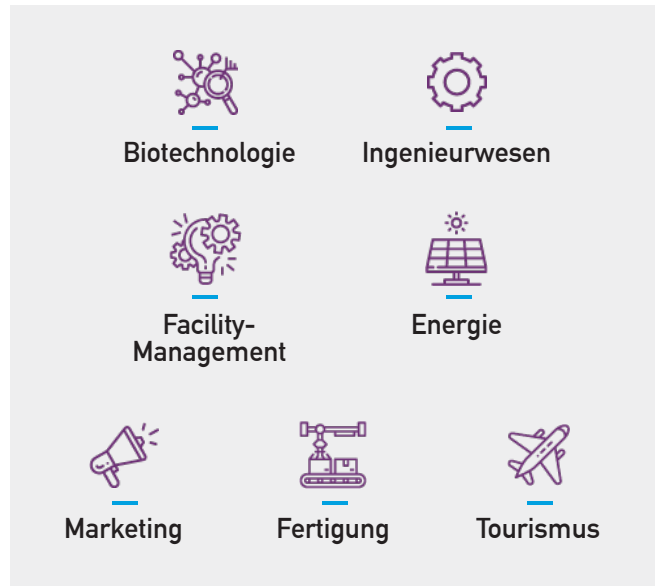 Biotechnologie
Ingenieurwesen
Facility-
Management
Energie
Marketing
Fertigung
Tourismus